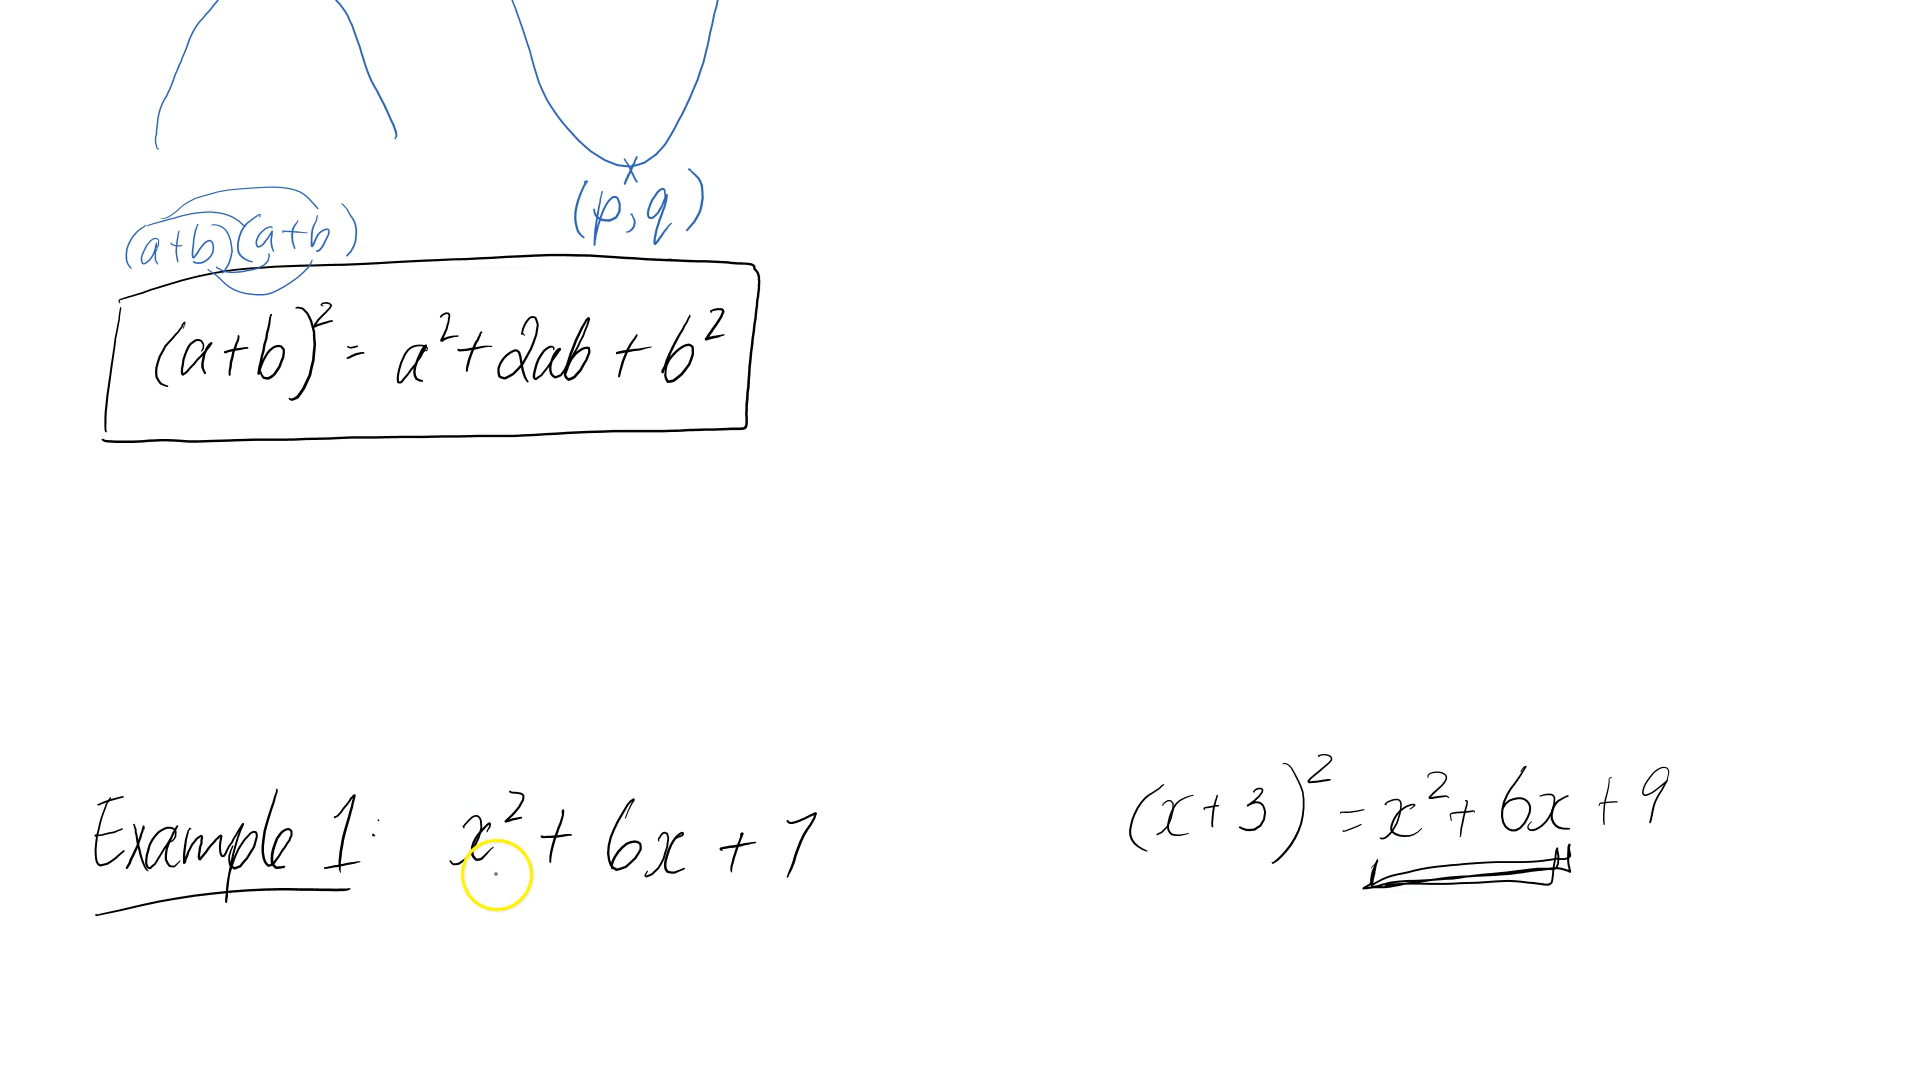 (p; q)
(a+b)(a+b)
(a+b)² = a² + 2ab + b²
Example 1: x² + 6x + 7
(x+3)² = x² + 6x + 9